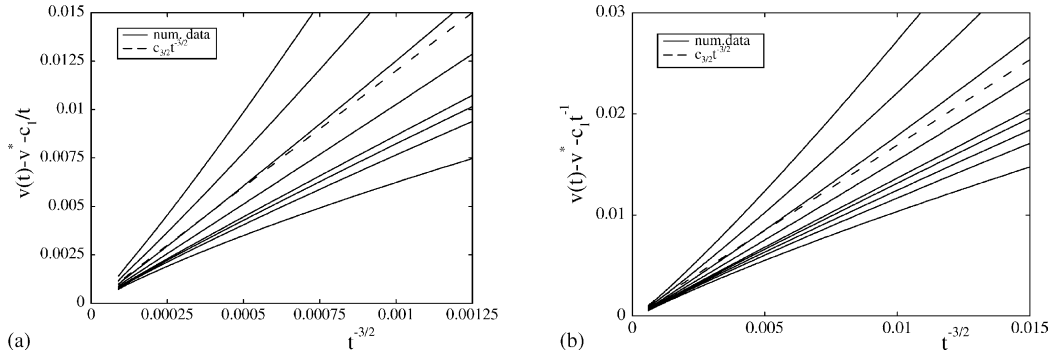 0.015
0.0125
0.01
0.0075
0.005
0.0025
0
v(t)-v*-c₁/t
num. data
c₃/₂t⁻³/²
0
0.00025
0.0005
0.00075
0.001
0.00125
(a)
t⁻³/²
0.03
0.02
0.01
0
v(t)-v*-c₁t⁻¹
num.data
c₃/₂t⁻³/²
0
0.005
0.01
0.015
(b)
t⁻³/²